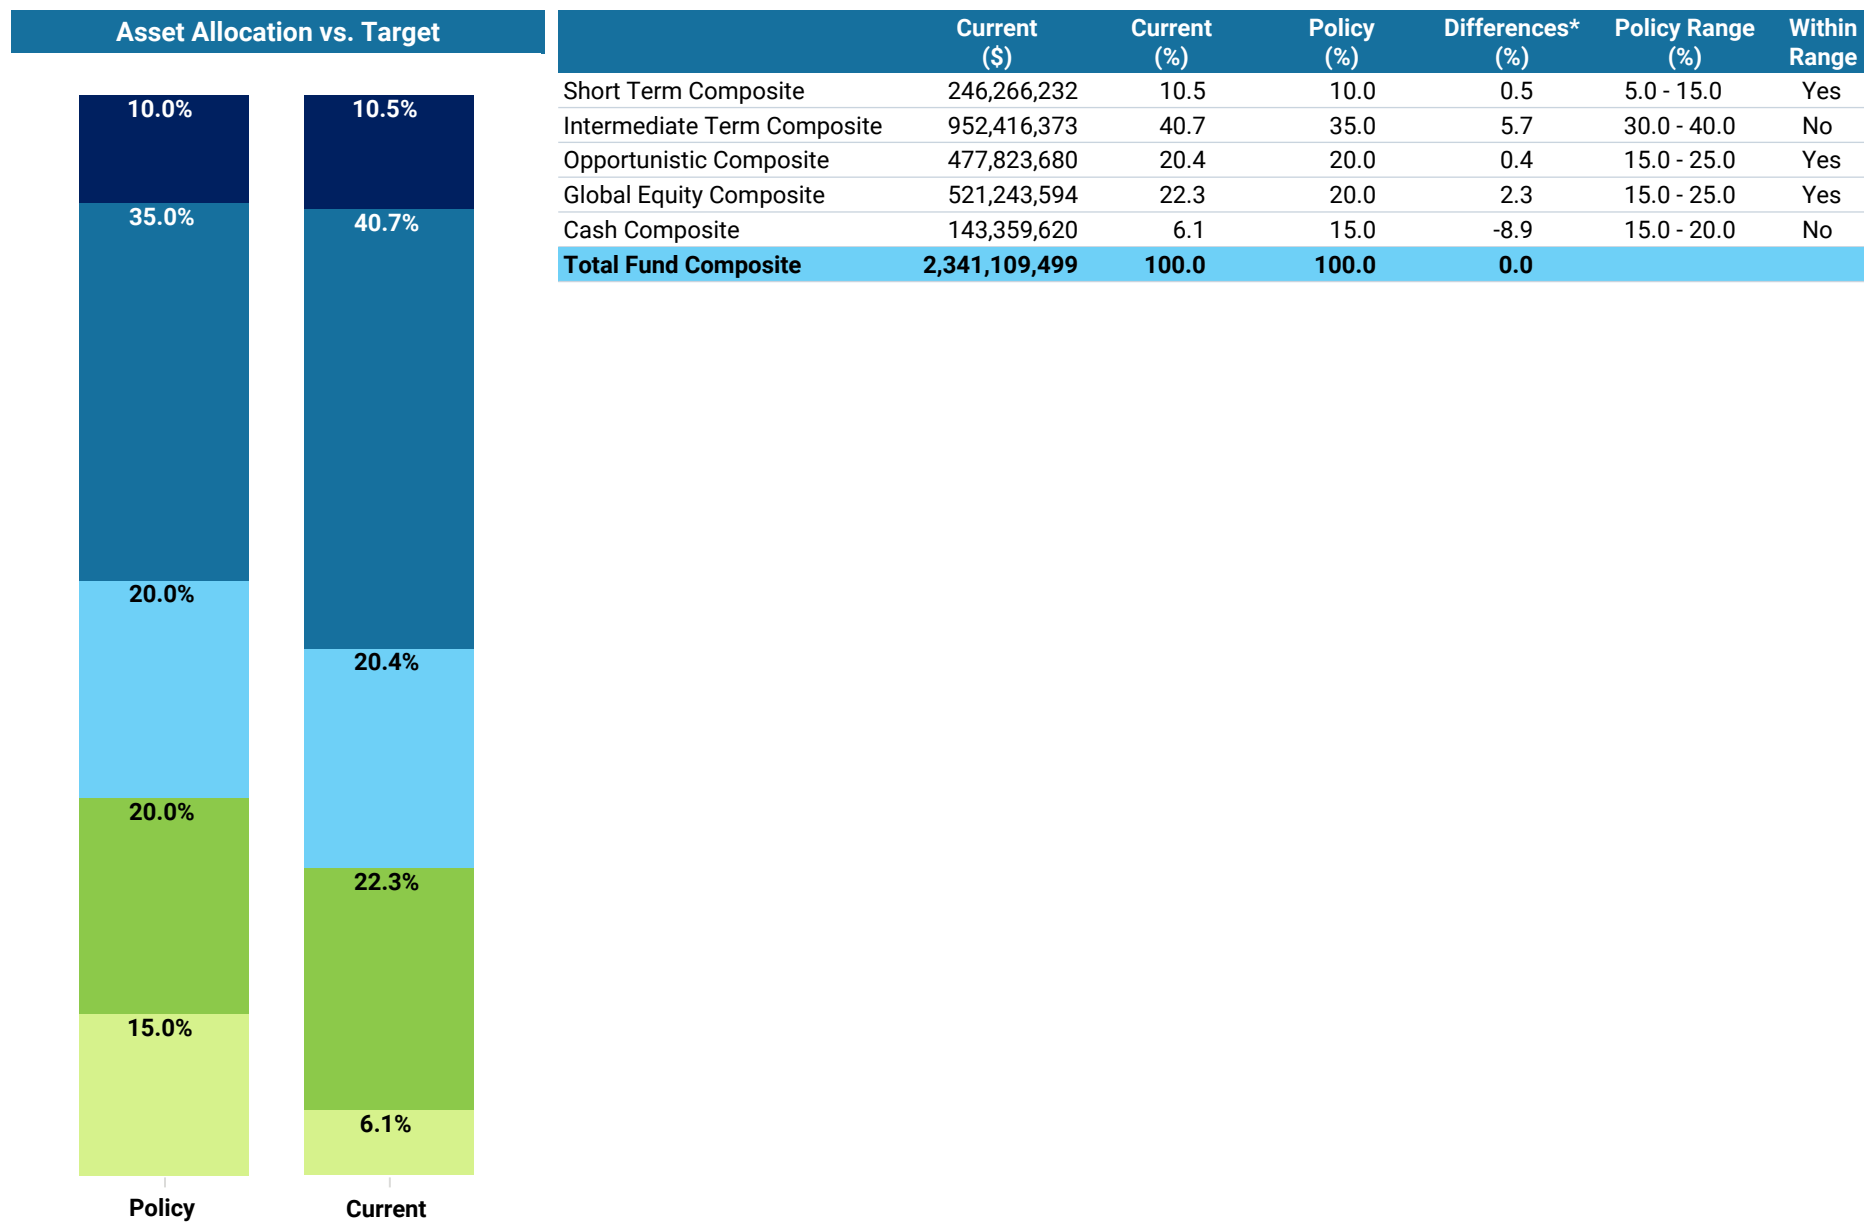 Asset Allocation vs. Target
10.0%
35.0%
20.0%
20.0%
15.0%
Policy
10.5%
40.7%
20.4%
22.3%
6.1%
Current
Current ($) Current (%) Policy (%) Differences* (%) Policy Range (%) Within Range
Short Term Composite 246,266,232 10.5 10.0 0.5 5.0 - 15.0 Yes
Intermediate Term Composite 952,416,373 40.7 35.0 5.7 30.0 - 40.0 No
Opportunistic Composite 477,823,680 20.4 20.0 0.4 15.0 - 25.0 Yes
Global Equity Composite 521,243,594 22.3 20.0 2.3 15.0 - 25.0 Yes
Cash Composite 143,359,620 6.1 15.0 -8.9 15.0 - 20.0 No
Total Fund Composite 2,341,109,499 100.0 100.0 0.0